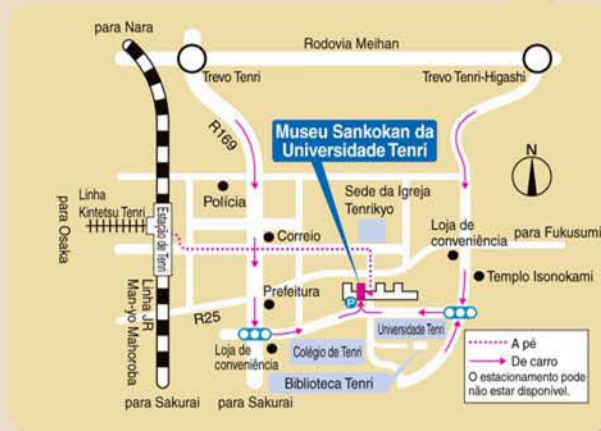 para Nara
Rodovia Meihan
Trevo Tenri
Trevo Tenri-Higashi
R169
Museu Sankokan da
Universidade Tenri
N
Polícia
Sede da Igreja
Tenrikyo
Linha
Kintetsu Tenri
para Osaka
Estação de Tenri
Correio
Loja de
conveniência
para Fukusumi
Templo Isonokami
Prefeitura
P
R25
Linha JR
Man-yo Mahoroba
Universidade Tenri
Loja de
conveniência
Colégio de Tenri
Biblioteca Tenri
para Sakurai
para Sakurai
A pé
De carro
O estacionamento pode
não estar disponível.